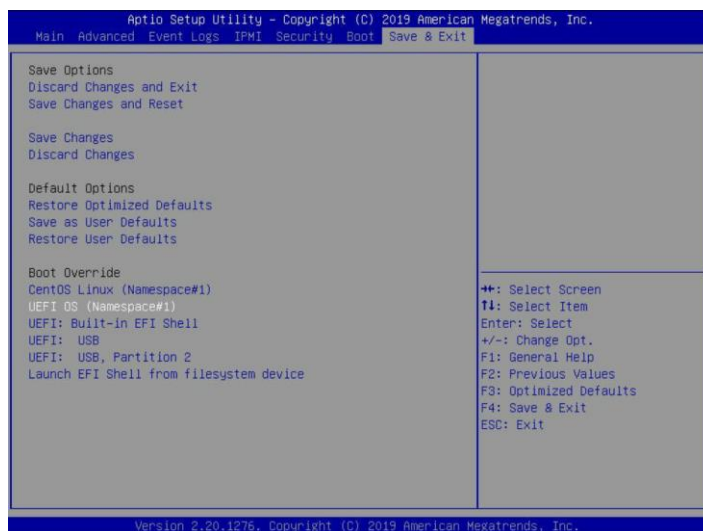 Aptio Setup Utility – Copyright (C) 2019 American Megatrends, Inc.
Main Advanced Event Logs IPMI Security Boot Save & Exit
Save Options
Discard Changes and Exit
Save Changes and Reset
Save Changes
Discard Changes
Default Options
Restore Optimized Defaults
Save as User Defaults
Restore User Defaults
Boot Override
CentOS Linux (Namespace#1)
UEFI OS (Namespace#1)
UEFI: Built-in EFI Shell
UEFI: USB
UEFI: USB, Partition 2
Launch EFI Shell from filesystem device
→←: Select Screen
↑↓: Select Item
Enter: Select
+/-: Change Opt.
F1: General Help
F2: Previous Values
F3: Optimized Defaults
F4: Save & Exit
ESC: Exit
Version 2.20.1276. Copyright (C) 2019 American Megatrends, Inc.